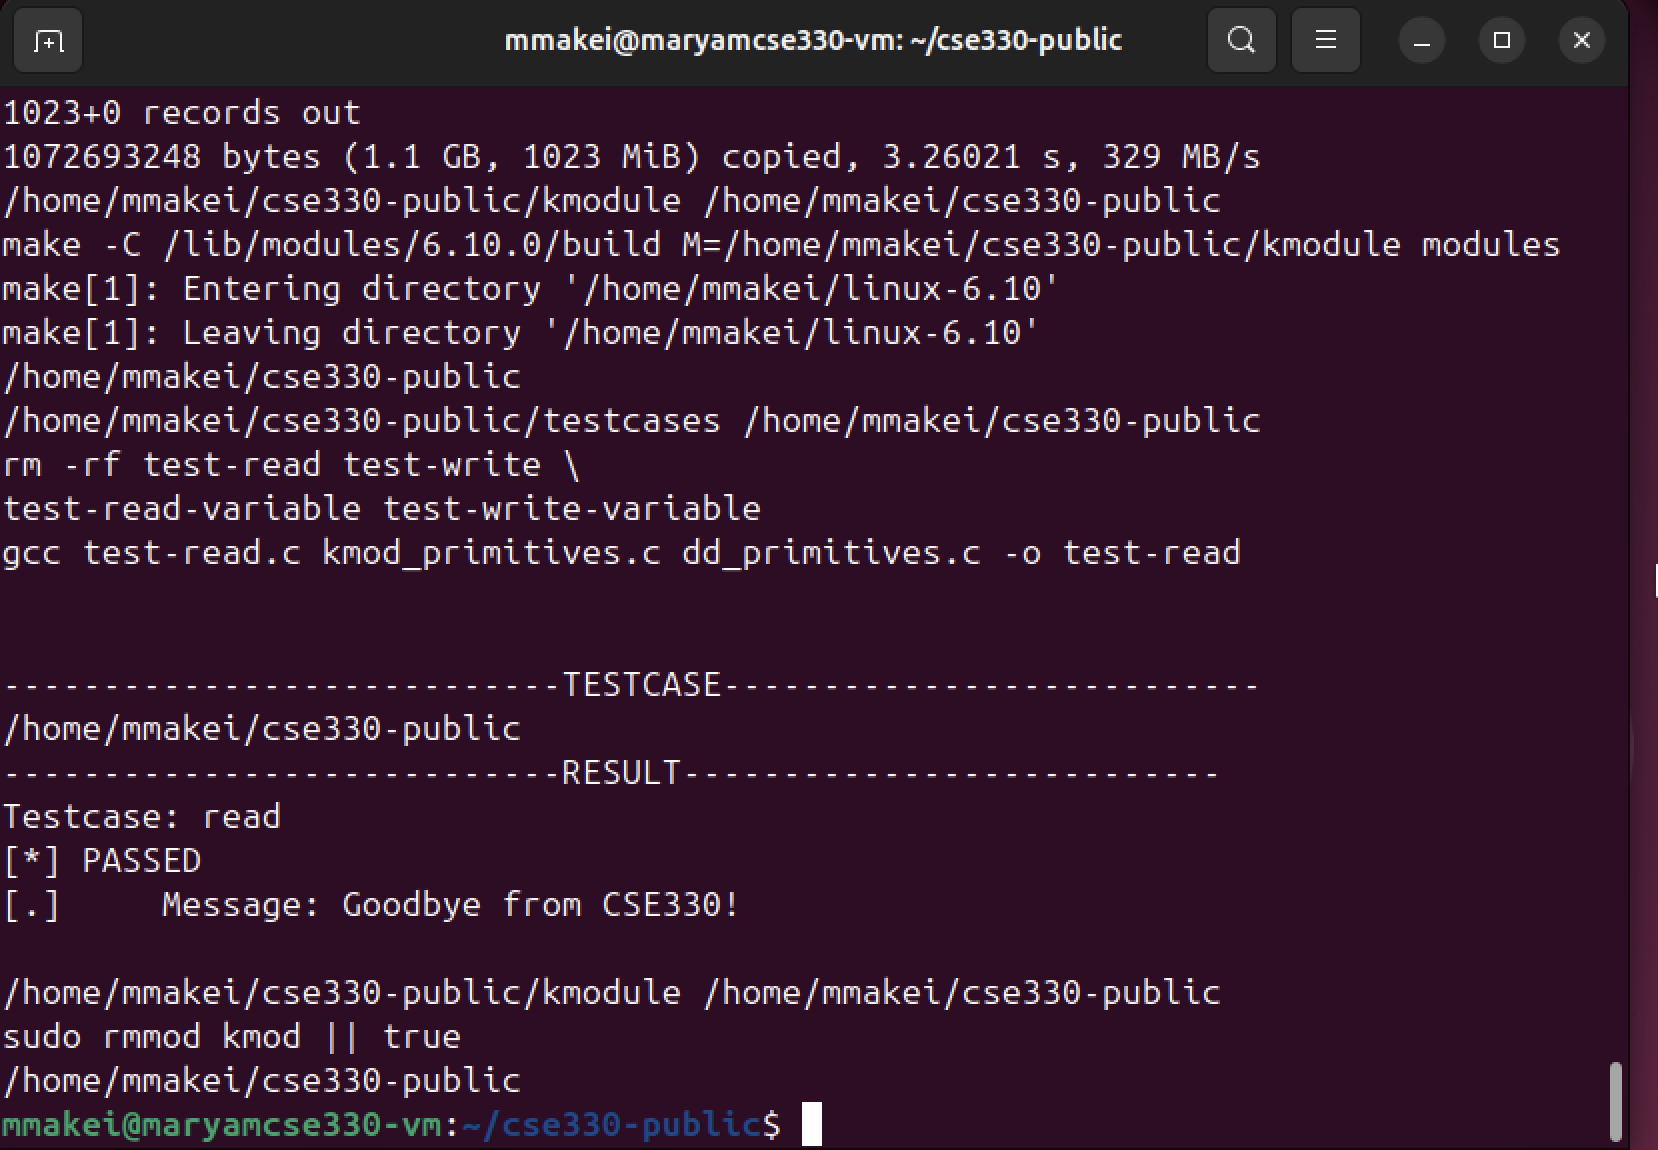 mmakei@maryamcse330-vm: ~/cse330-public
1023+0 records out
1072693248 bytes (1.1 GB, 1023 MiB) copied, 3.26021 s, 329 MB/s
/home/mmakei/cse330-public/kmodule /home/mmakei/cse330-public
make -C /lib/modules/6.10.0/build M=/home/mmakei/cse330-public/kmodule modules
make[1]: Entering directory '/home/mmakei/linux-6.10'
make[1]: Leaving directory '/home/mmakei/linux-6.10'
/home/mmakei/cse330-public
/home/mmakei/cse330-public/testcases /home/mmakei/cse330-public
rm -rf test-read test-write \
test-read-variable test-write-variable
gcc test-read.c kmod_primitives.c dd_primitives.c -o test-read
----------------------------TESTCASE---------------------------
/home/mmakei/cse330-public
----------------------------RESULT---------------------------
Testcase: read
[*] PASSED
[.]     Message: Goodbye from CSE330!
/home/mmakei/cse330-public/kmodule /home/mmakei/cse330-public
sudo rmmod kmod || true
/home/mmakei/cse330-public
mmakei@maryamcse330-vm:~/cse330-public$